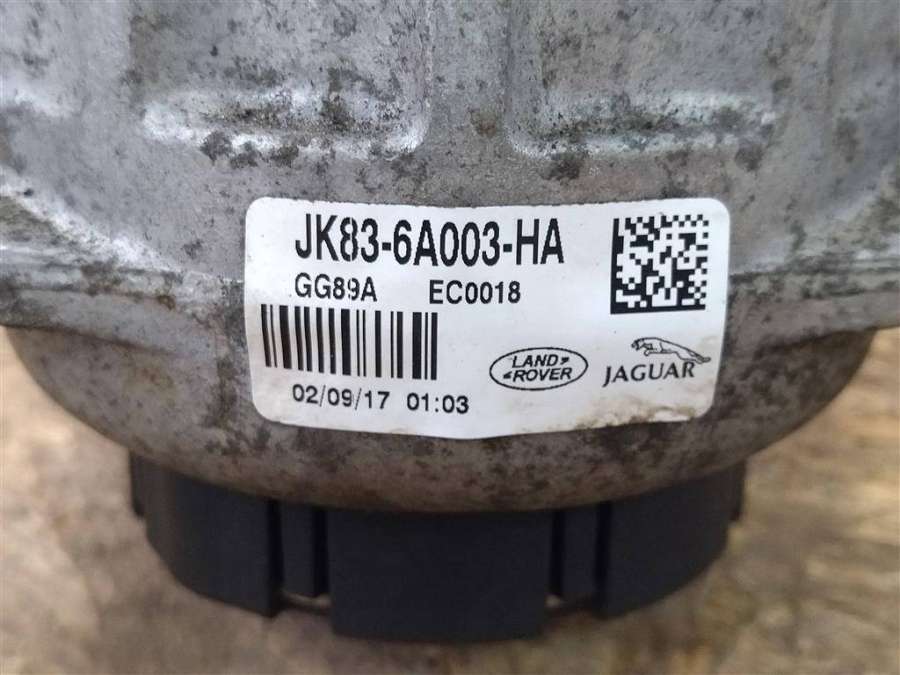 JK83-6A003-HA
GG89A EC0018
LAND
ROVER
JAGUAR
02/09/17 01:03